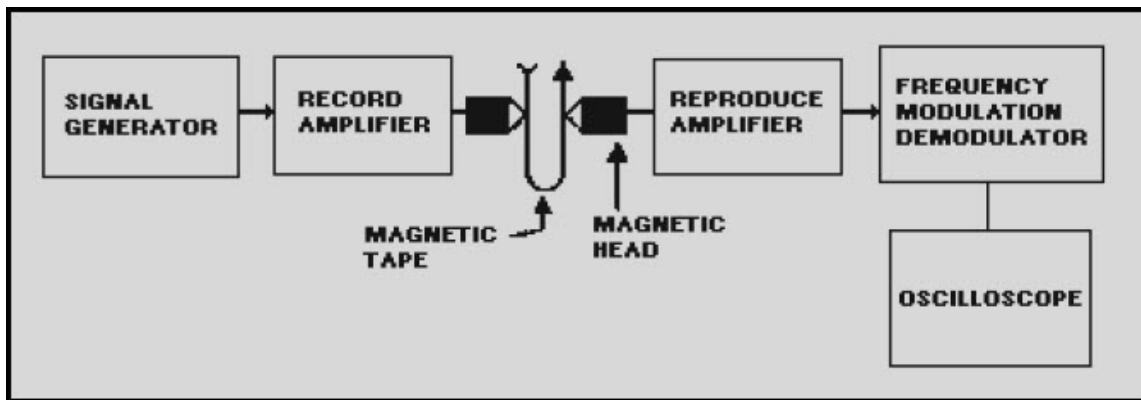 SIGNAL
GENERATOR
RECORD
AMPLIFIER
REPRODUCE
AMPLIFIER
FREQUENCY
MODULATION
DEMODULATOR
MAGNETIC
TAPE
MAGNETIC
HEAD
OSCILLOSCOPE